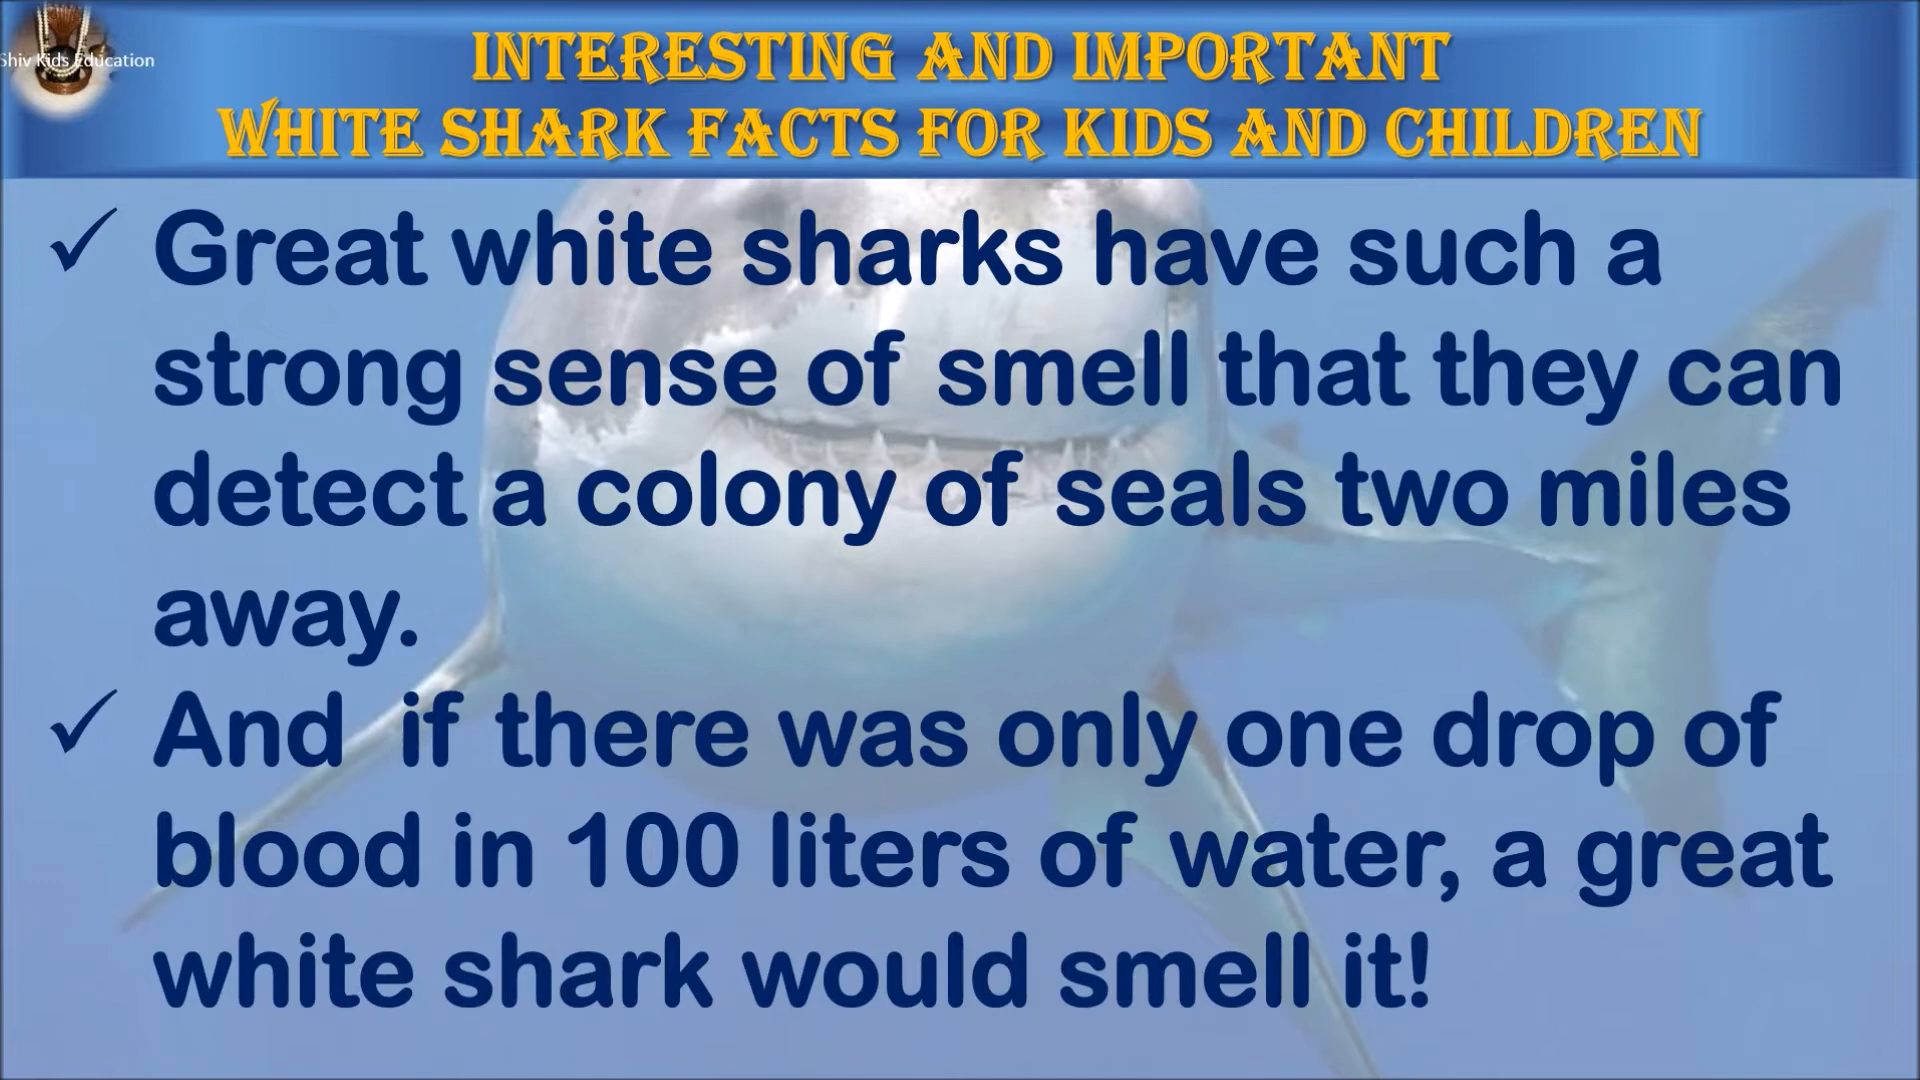 Shiv Kids Education
INTERESTING AND IMPORTANT
WHITE SHARK FACTS FOR KIDS AND CHILDREN
✓ Great white sharks have such a
strong sense of smell that they can
detect a colony of seals two miles
away.
✓ And if there was only one drop of
blood in 100 liters of water, a great
white shark would smell it!